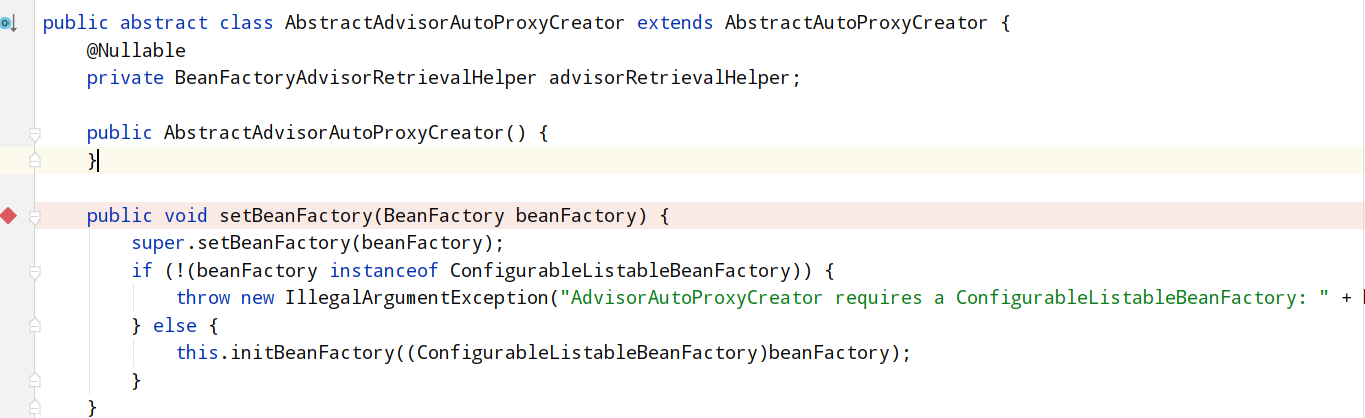 public abstract class AbstractAdvisorAutoProxyCreator extends AbstractAutoProxyCreator {
    @Nullable
    private BeanFactoryAdvisorRetrievalHelper advisorRetrievalHelper;
    public AbstractAdvisorAutoProxyCreator() {
    }
    public void setBeanFactory(BeanFactory beanFactory) {
        super.setBeanFactory(beanFactory);
        if (!(beanFactory instanceof ConfigurableListableBeanFactory)) {
            throw new IllegalArgumentException("AdvisorAutoProxyCreator requires a ConfigurableListableBeanFactory: " +
        } else {
            this.initBeanFactory((ConfigurableListableBeanFactory)beanFactory);
        }
    }